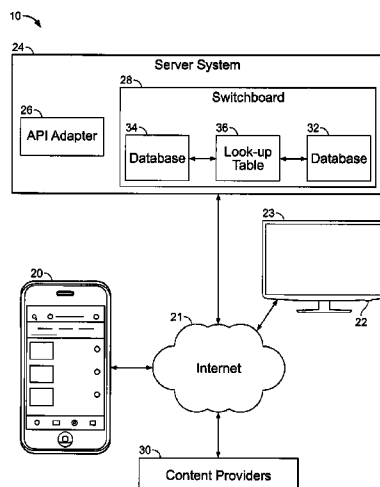 10
24
Server System
28
Switchboard
26
API Adapter
34
Database
36
Look-up
Table
32
Database
23
20
21
22
Internet
30
Content Providers